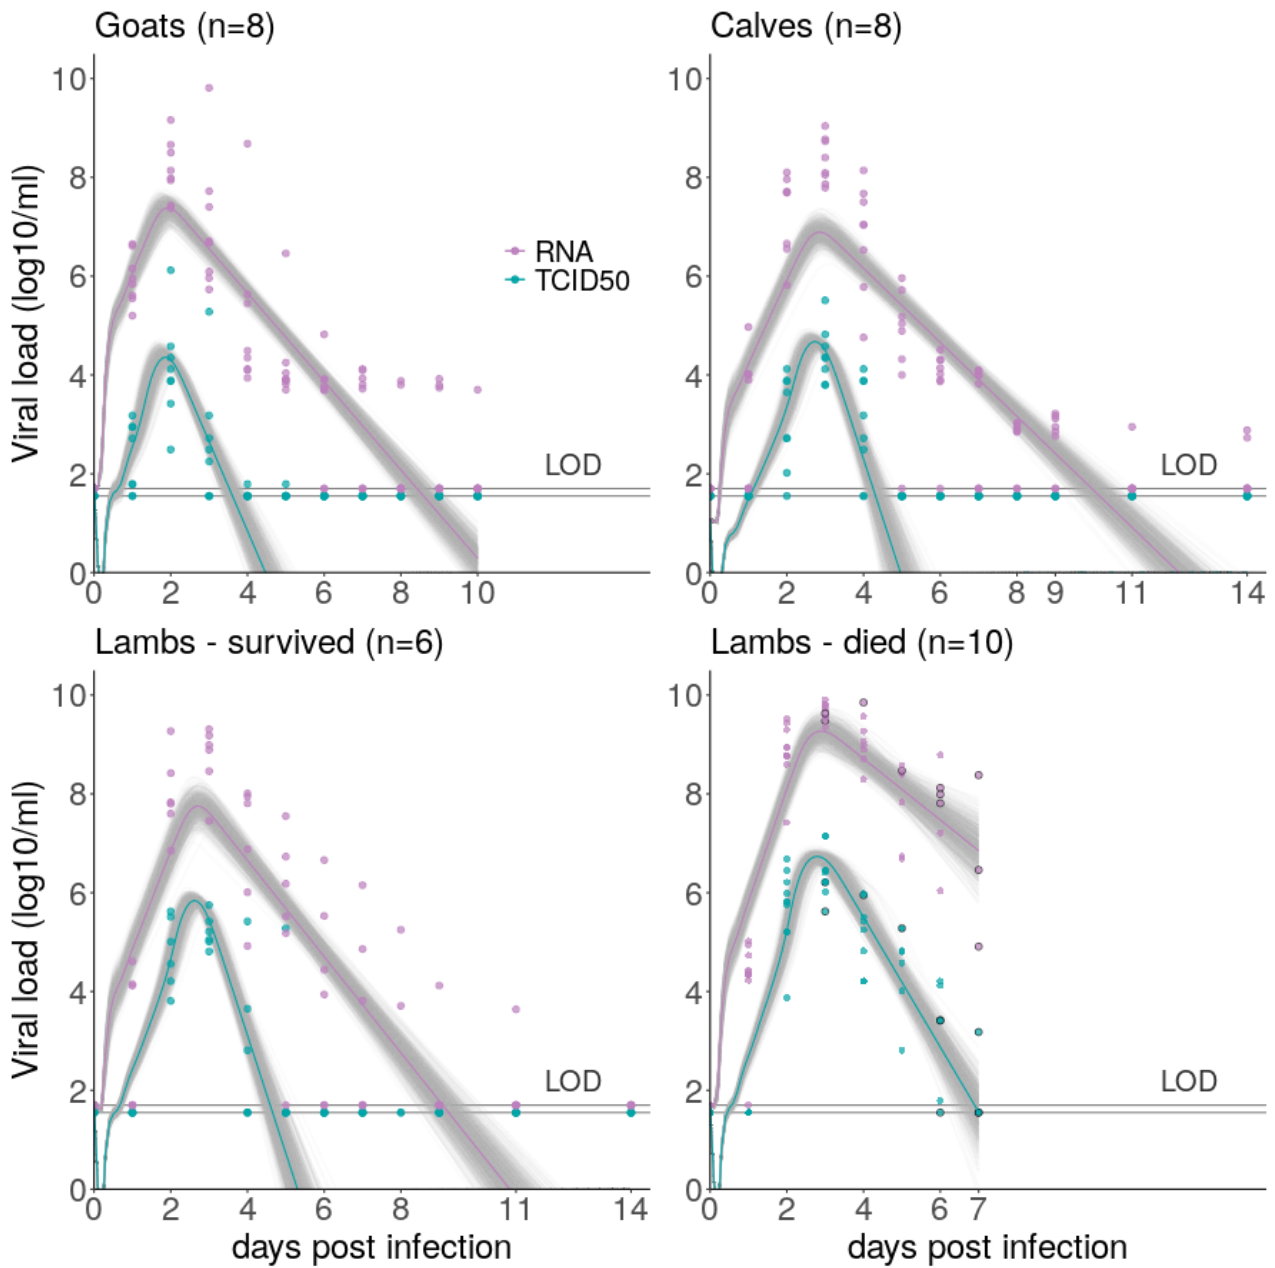 Goats (n=8)
Calves (n=8)
Viral load (log10/ml)
10
8
6
4
2
0
RNA
TCID50
LOD
0 2 4 6 8 10
10
8
6
4
2
0
LOD
0 2 4 6 8 9 11 14
Lambs - survived (n=6)
Lambs - died (n=10)
Viral load (log10/ml)
10
8
6
4
2
0
LOD
0 2 4 6 8 11 14
days post infection
10
8
6
4
2
0
LOD
0 2 4 6 7
days post infection